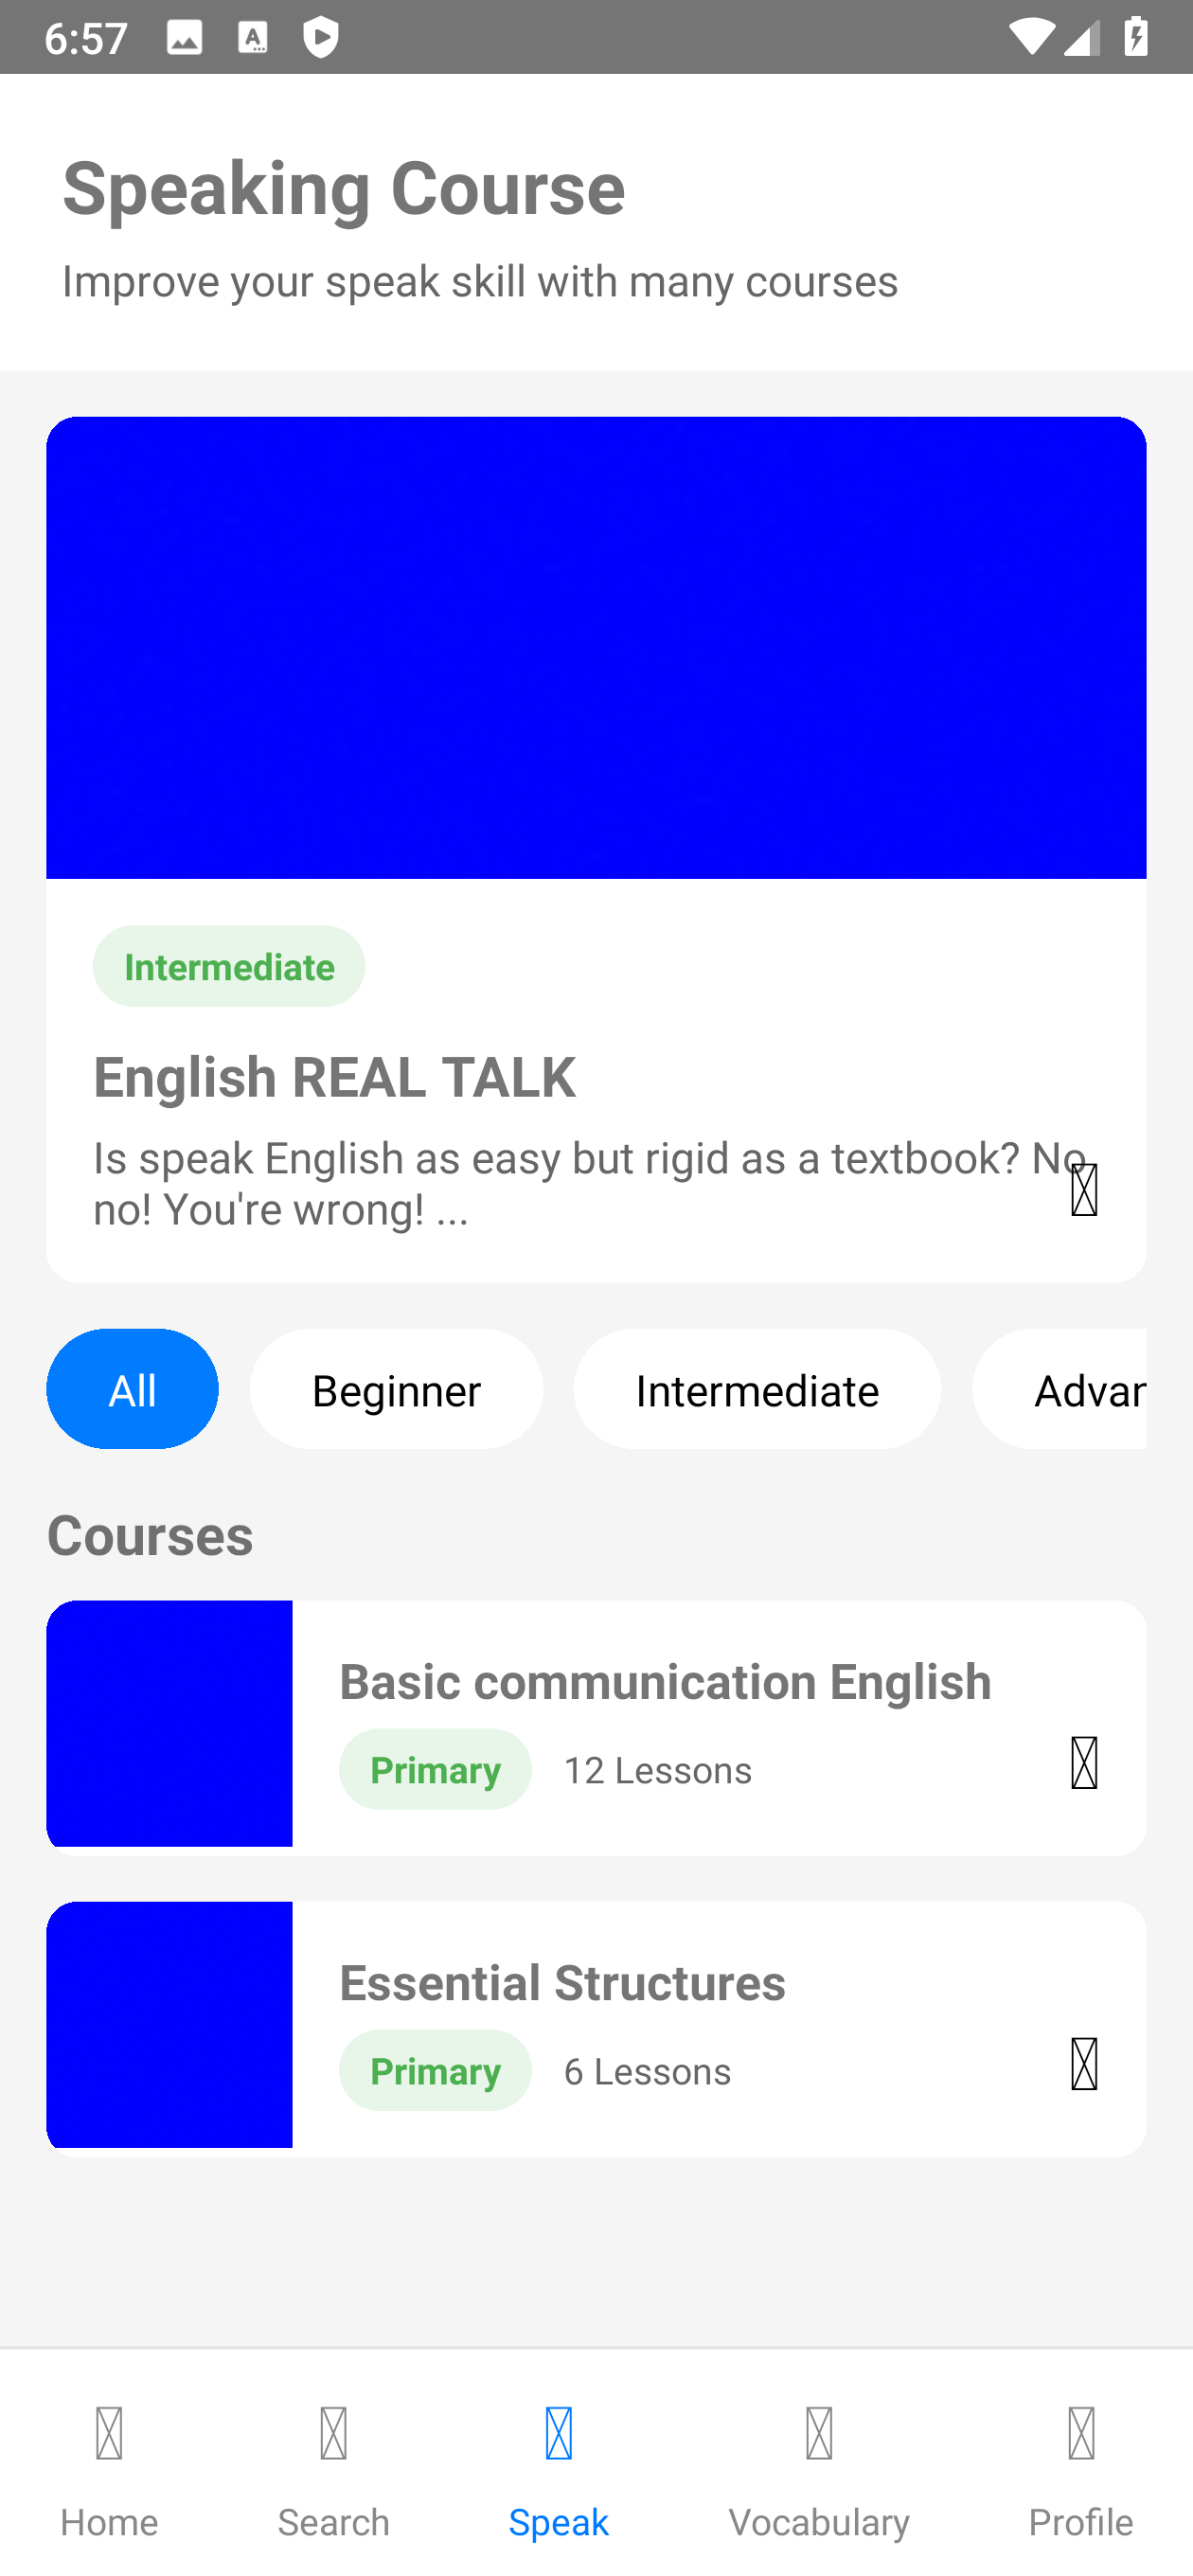 6:57
Speaking Course
Improve your speak skill with many courses
Intermediate
English REAL TALK
Is speak English as easy but rigid as a textbook? No
no! You're wrong! ...
All Beginner Intermediate Advan
Courses
Basic communication English
Primary 12 Lessons
Essential Structures
Primary 6 Lessons
Home Search Speak Vocabulary Profile